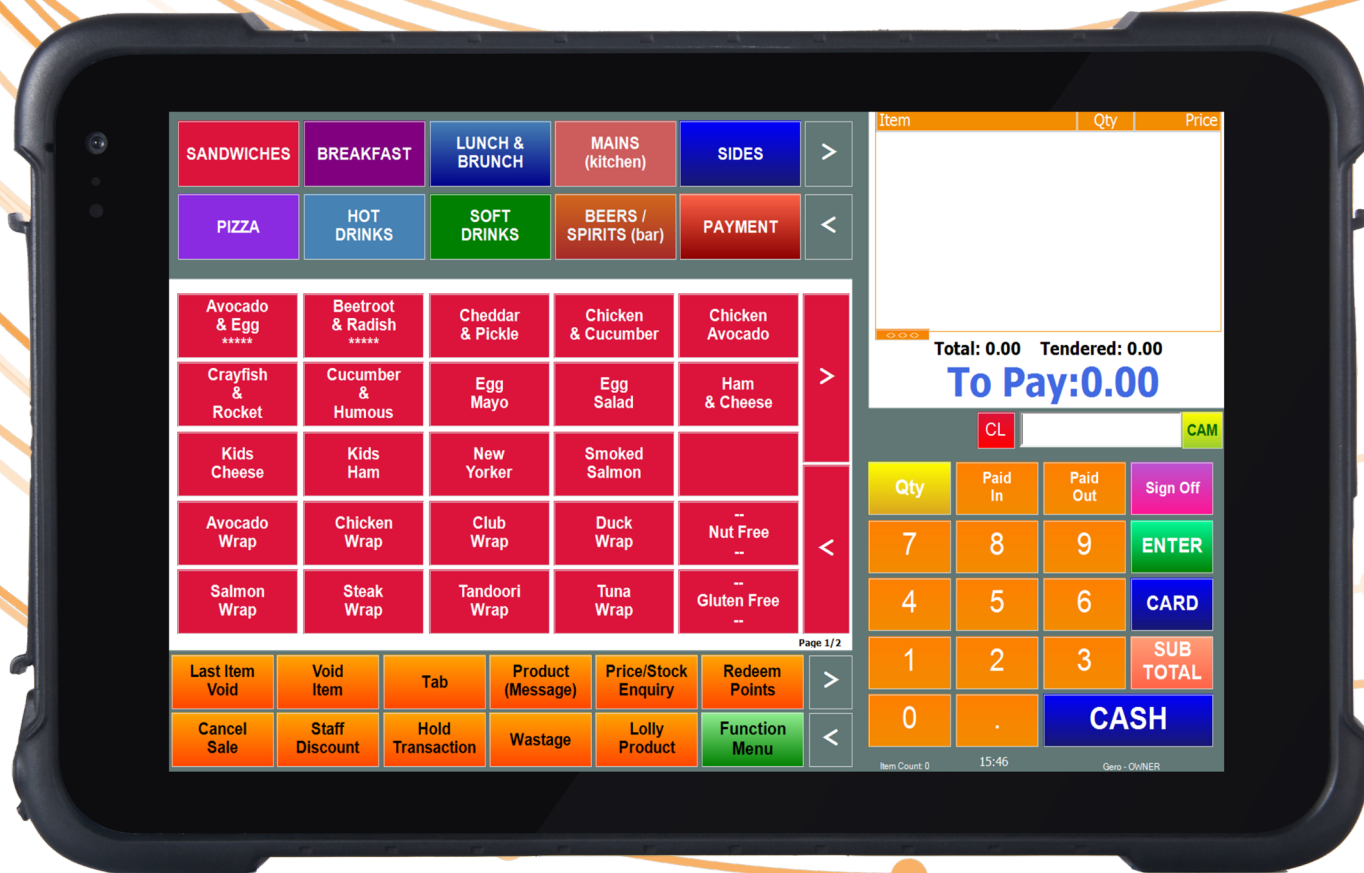 SANDWICHES
BREAKFAST
LUNCH &
BRUNCH
MAINS
(kitchen)
SIDES
>
PIZZA
HOT
DRINKS
SOFT
DRINKS
BEERS /
SPIRITS (bar)
PAYMENT
<
Avocado
& Egg
*****
Beetroot
& Radish
*****
Cheddar
& Pickle
Chicken
& Cucumber
Chicken
Avocado
>
Crayfish
&
Rocket
Cucumber
&
Humous
Egg
Mayo
Egg
Salad
Ham
& Cheese
Kids
Cheese
Kids
Ham
New
Yorker
Smoked
Salmon
Avocado
Wrap
Chicken
Wrap
Club
Wrap
Duck
Wrap
--
Nut Free
--
<
Salmon
Wrap
Steak
Wrap
Tandoori
Wrap
Tuna
Wrap
--
Gluten Free
--
Page 1/2
Last Item
Void
Void
Item
Tab
Product
(Message)
Price/Stock
Enquiry
Redeem
Points
>
Cancel
Sale
Staff
Discount
Hold
Transaction
Wastage
Lolly
Product
Function
Menu
<
Item Qty Price
Total: 0.00 Tendered: 0.00
To Pay:0.00
CL
CAM
Qty
Paid
In
Paid
Out
Sign Off
7 8 9 ENTER
4 5 6 CARD
1 2 3
SUB
TOTAL
0 . CASH
Item Count: 0 15:46 Gero - OWNER